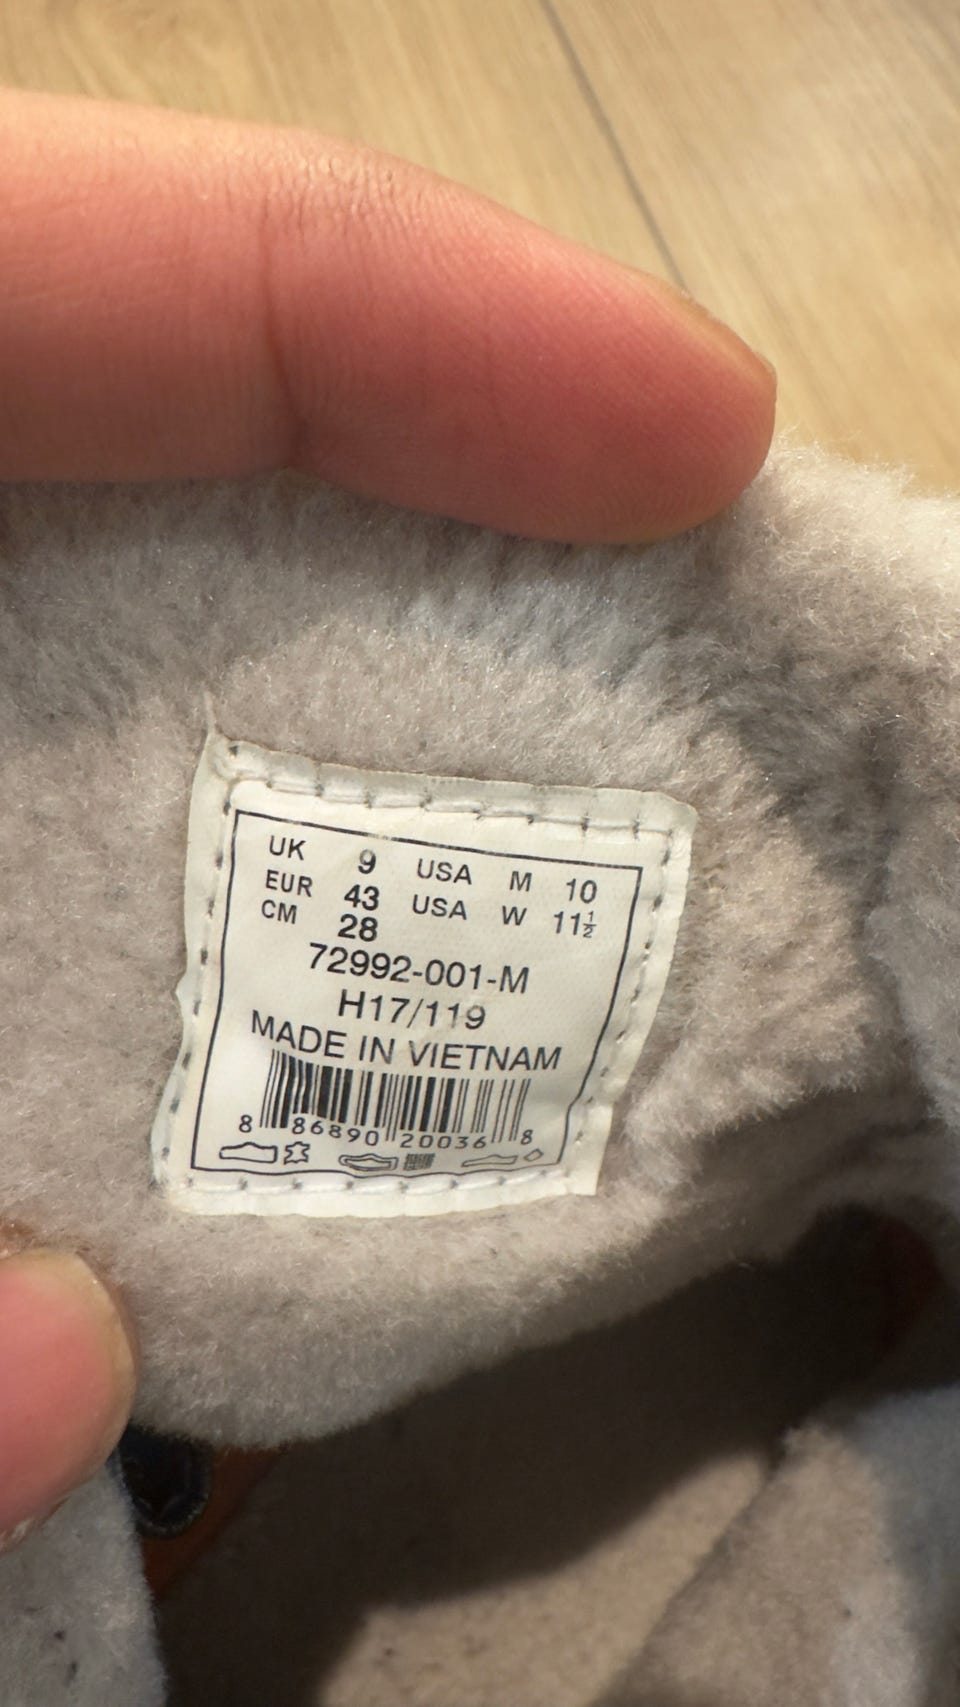 UK 9 USA M 10
EUR 43 USA W 11½
CM 28
72992-001-M
H17/119
MADE IN VIETNAM
8 86890 20036 8